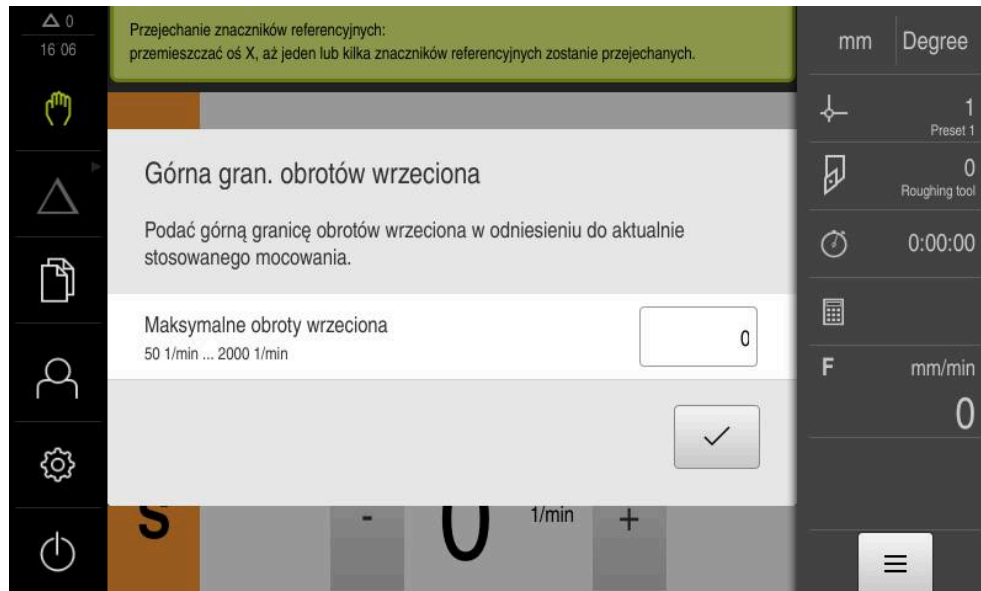 0
16 06
Przejechanie znaczników referencyjnych:
przemieszczać oś X, aż jeden lub kilka znaczników referencyjnych zostanie przejechanych.
mm Degree
1
Preset 1
0
Roughing tool
0:00:00
F mm/min
0
Górna gran. obrotów wrzeciona
Podać górną granicę obrotów wrzeciona w odniesieniu do aktualnie
stosowanego mocowania.
Maksymalne obroty wrzeciona
50 1/min ... 2000 1/min
0
S - 0 1/min +